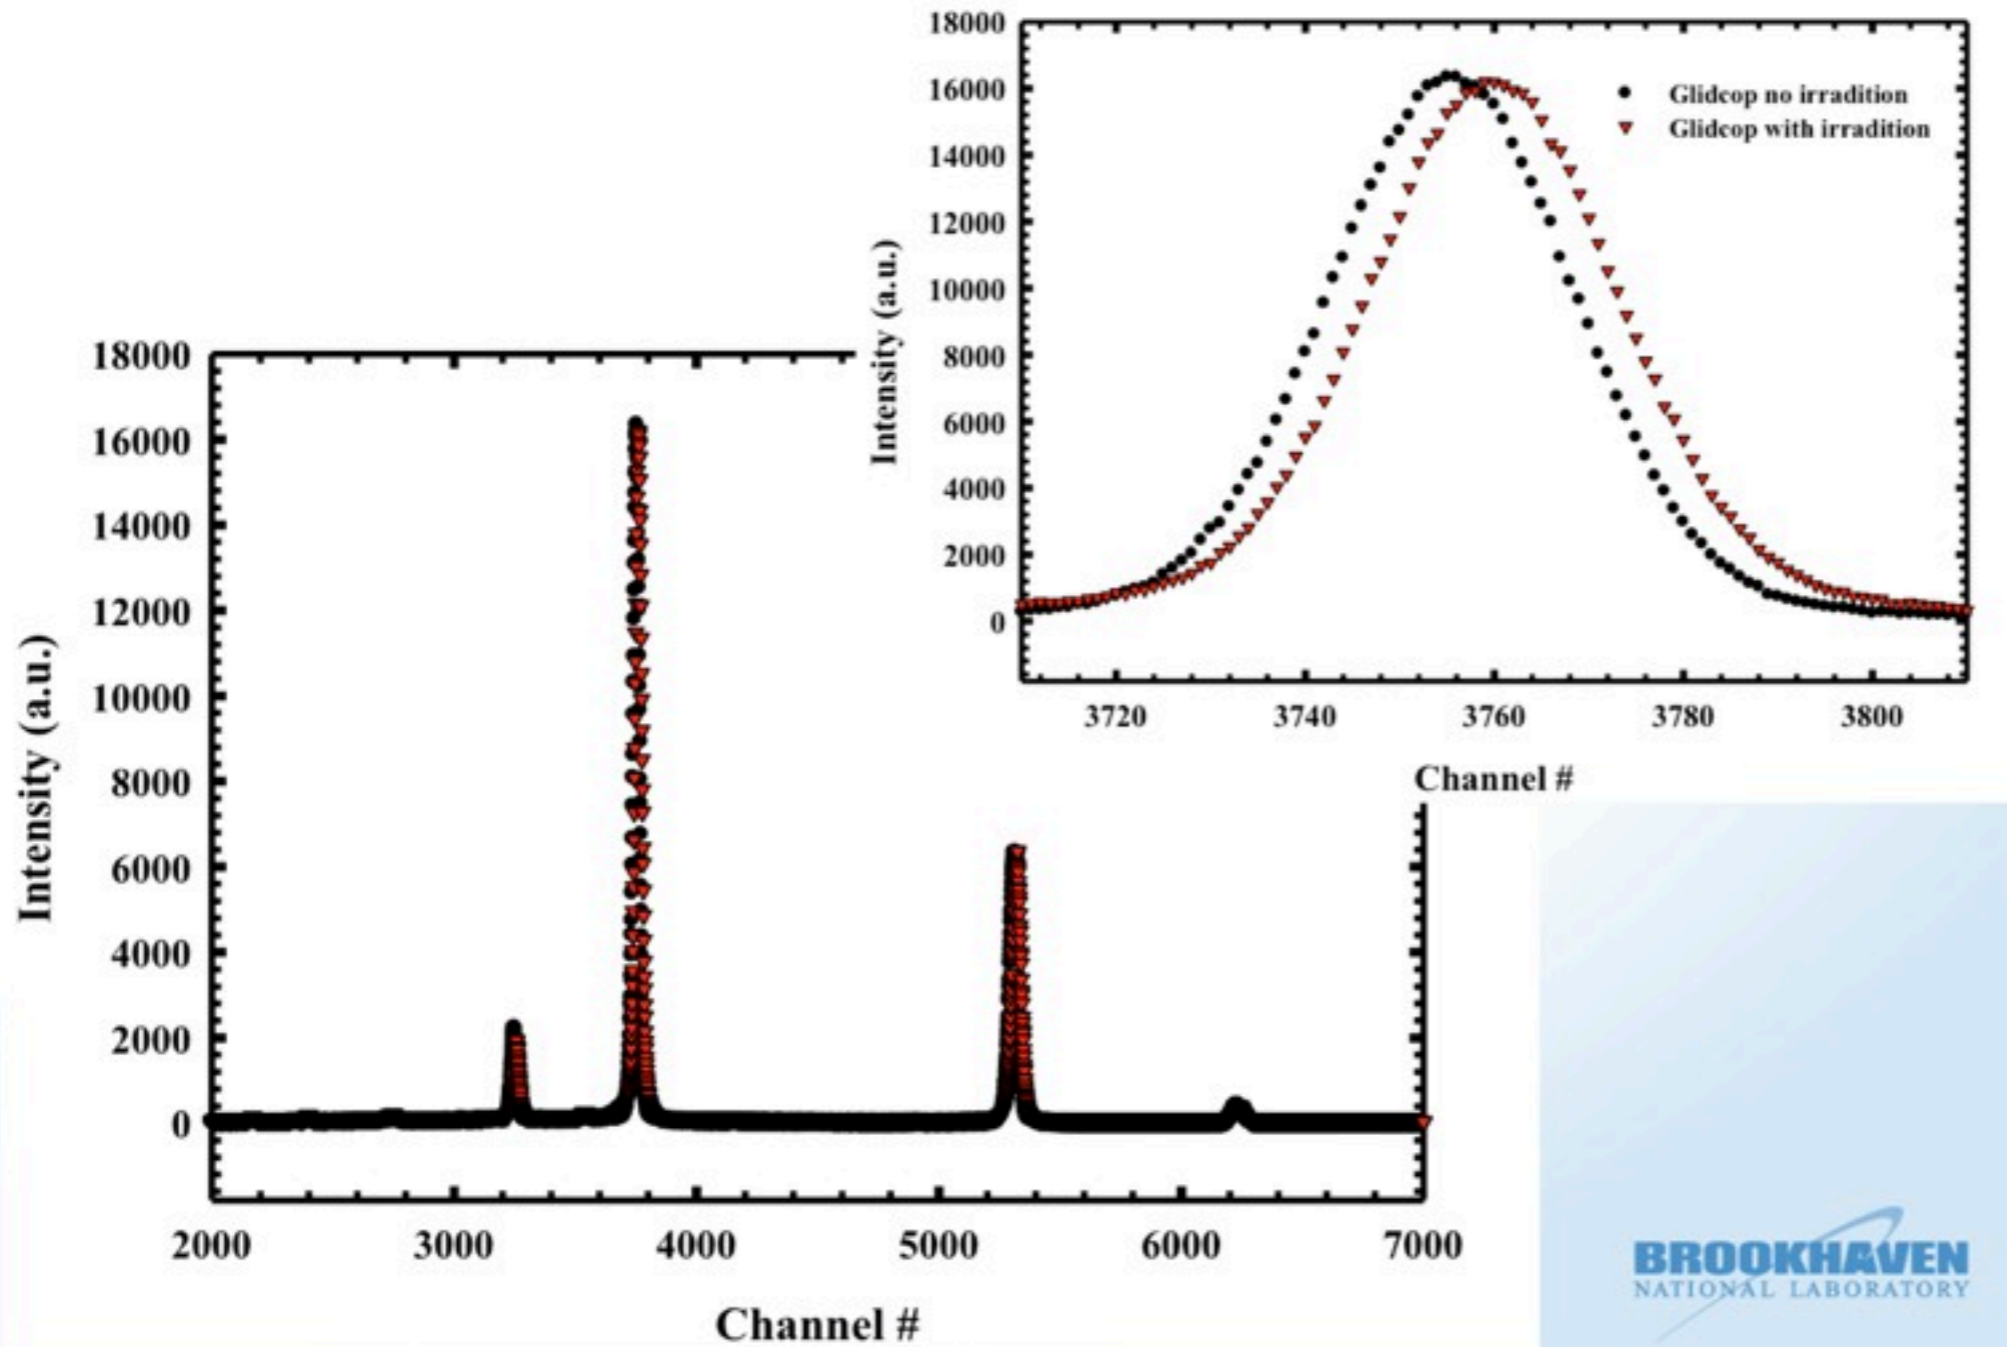 18000
16000
14000
12000
10000
8000
6000
4000
2000
0
Intensity (a.u.)
Glidcop no irradition
Glidcop with irradition
3720 3740 3760 3780 3800
Channel #
18000
16000
14000
12000
10000
8000
6000
4000
2000
0
Intensity (a.u.)
2000 3000 4000 5000 6000 7000
Channel #
BROOKHAVEN
NATIONAL LABORATORY